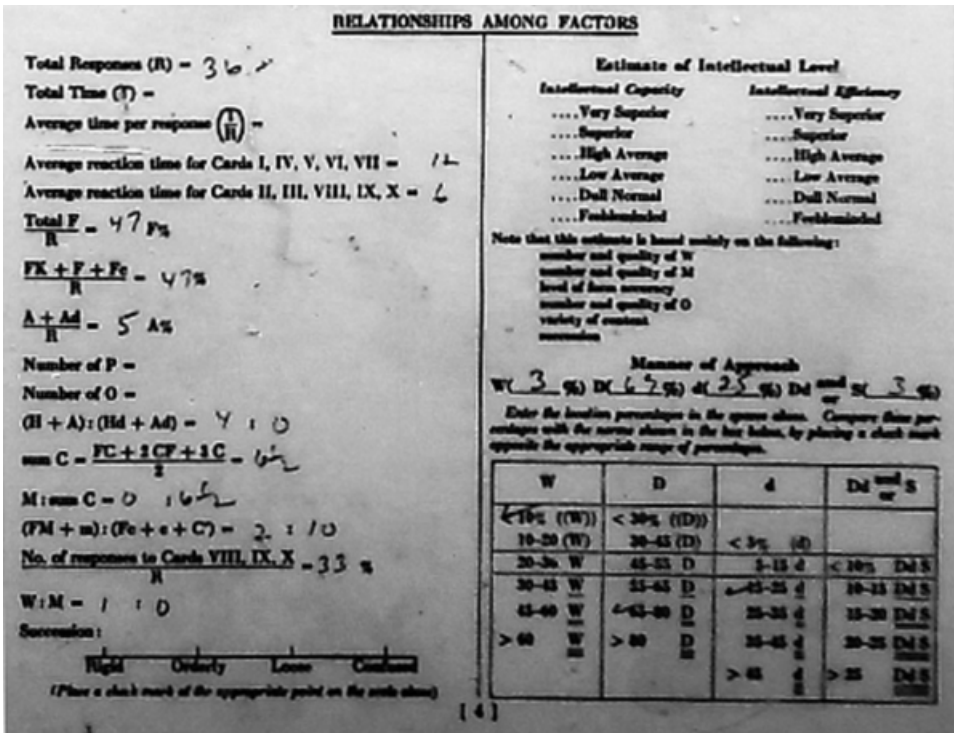 RELATIONSHIPS AMONG FACTORS
Total Responses (R) = 36
Total Time (T) =
Average time per response (T/R) =
Average reaction time for Cards I, IV, V, VI, VII = 12
Average reaction time for Cards II, III, VIII, IX, X = 6
Total F / R = 47 F%
FK + F + Fc / R = 47%
A + Ad / R = 5 A%
Number of P =
Number of O =
(H + A) : (Hd + Ad) = 4 : 0
sum C = FC + 2 CF + 3 C / 2 = 6½
M : sum C = 0 : 6½
(FM + m) : (Fc + c + C') = 2 : 10
No. of responses to Cards VIII, IX, X / R = 33 %
W : M = 1 : 0
Succession :
Rigid Orderly Loose Confused
(Place a check mark at the appropriate point on the scale above)
Estimate of Intellectual Level
Intellectual Capacity Intellectual Efficiency
....Very Superior ....Very Superior
....Superior ....Superior
....High Average ....High Average
....Low Average ....Low Average
....Dull Normal ....Dull Normal
....Feebleminded ....Feebleminded
Note that this estimate is based mainly on the following:
number and quality of W
number and quality of M
level of form accuracy
number and quality of O
variety of content
succession
Manner of Approach
W( 3 %) D( %) d( 25 %) Dd and or S( 3 %)
Enter the location percentages in the spaces above. Compare these per-
centages with the norms shown in the box below, by placing a check mark
opposite the appropriate range of percentages.
W D d Dd and or S
< 10% ((W)) < 30% ((D))
10-20 (W) 30-45 (D) < 5% (d)
20-30 W 45-55 D 5-15 d < 10% Dd S
30-45 W 55-65 D 15-25 d 10-15 Dd S
45-60 W 65-80 D 25-35 d 15-20 Dd S
> 60 W > 80 D 35-45 d 20-25 Dd S
> 45 d > 25 Dd S
[ 4 ]